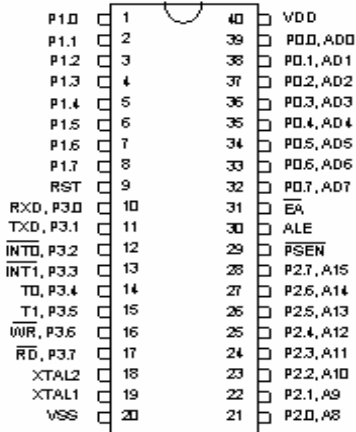 P1.0 1 40 VDD
P1.1 2 39 P0.0, AD0
P1.2 3 38 P0.1, AD1
P1.3 4 37 P0.2, AD2
P1.4 5 36 P0.3, AD3
P1.5 6 35 P0.4, AD4
P1.6 7 34 P0.5, AD5
P1.7 8 33 P0.6, AD6
RST 9 32 P0.7, AD7
RXD, P3.0 10 31 E̅A̅
TXD, P3.1 11 30 ALE
I̅N̅T̅0̅, P3.2 12 29 P̅S̅E̅N̅
I̅N̅T̅1̅, P3.3 13 28 P2.7, A15
T0, P3.4 14 27 P2.6, A14
T1, P3.5 15 26 P2.5, A13
W̅R̅, P3.6 16 25 P2.4, A12
R̅D̅, P3.7 17 24 P2.3, A11
XTAL2 18 23 P2.2, A10
XTAL1 19 22 P2.1, A9
VSS 20 21 P2.0, A8